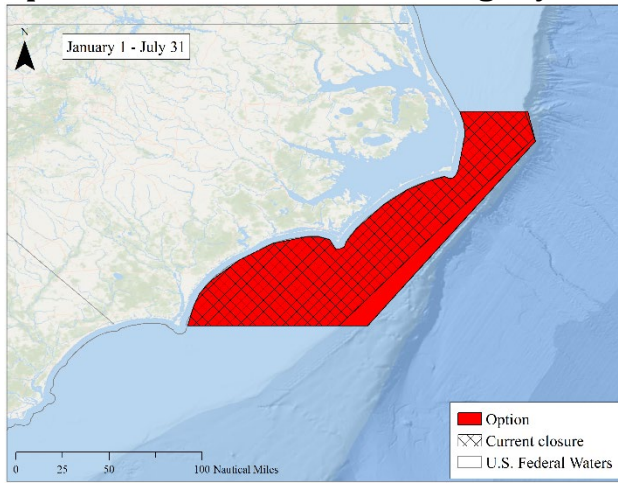 N
January 1 - July 31
Option
Current closure
U.S. Federal Waters
0 25 50 100 Nautical Miles